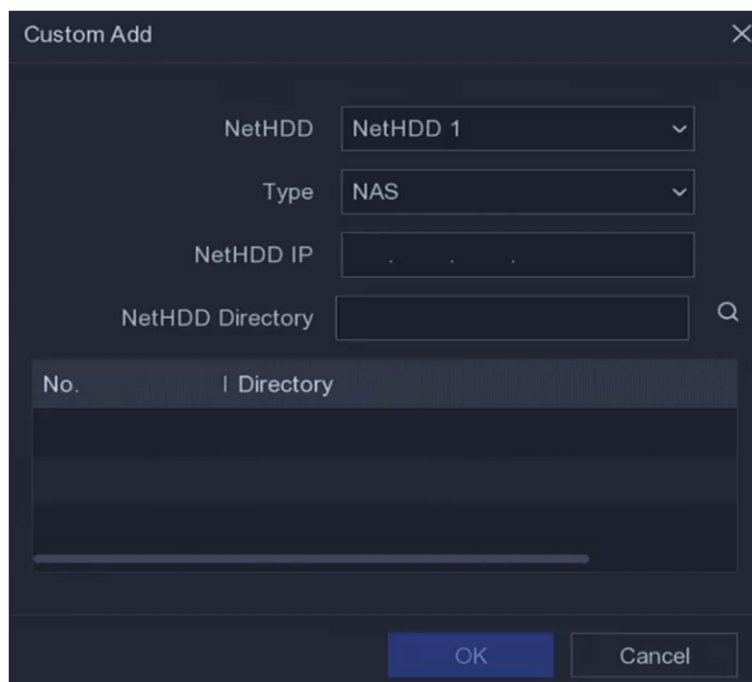 Custom Add
NetHDD NetHDD 1
Type NAS
NetHDD IP . . .
NetHDD Directory
No. Directory
OK Cancel